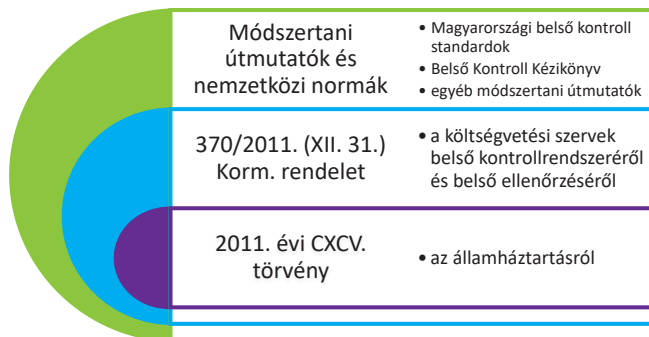 Módszertani
útmutatók és
nemzetközi normák
• Magyarországi belső kontroll
standardok
• Belső Kontroll Kézikönyv
• egyéb módszertani útmutatók
370/2011. (XII. 31.)
Korm. rendelet
• a költségvetési szervek
belső kontrollrendszeréről
és belső ellenőrzéséről
2011. évi CXCV.
törvény
• az államháztartásról